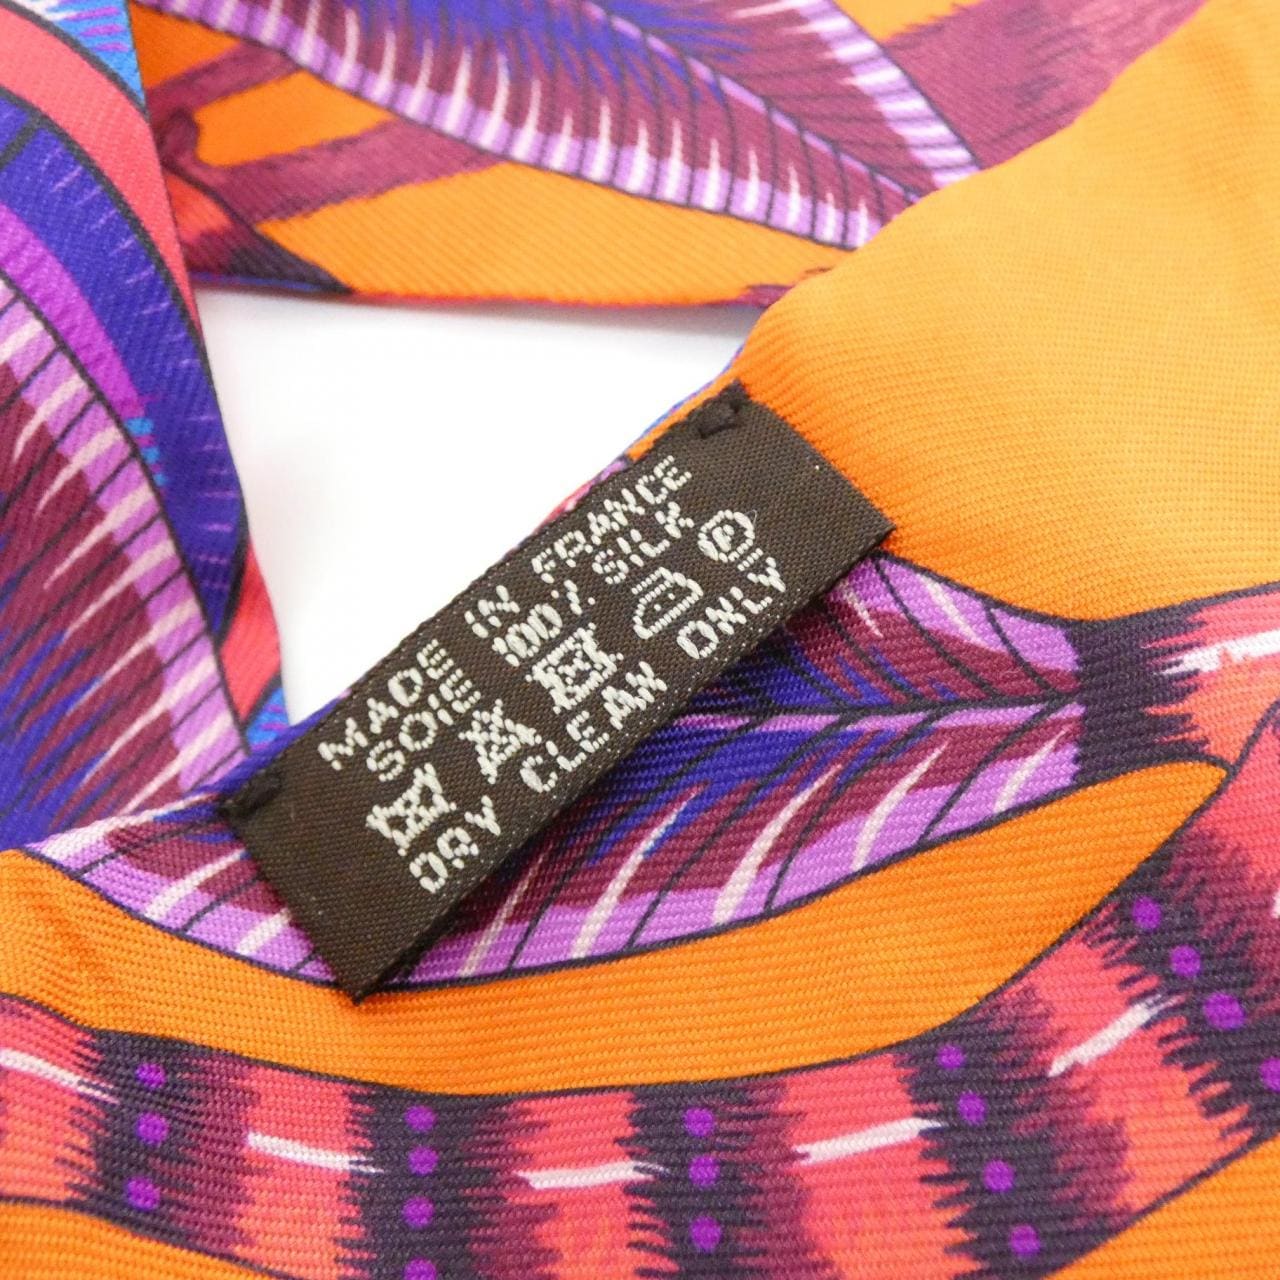 MADE IN FRANCE
SOIE 100% SILK
P
DRY CLEAN ONLY